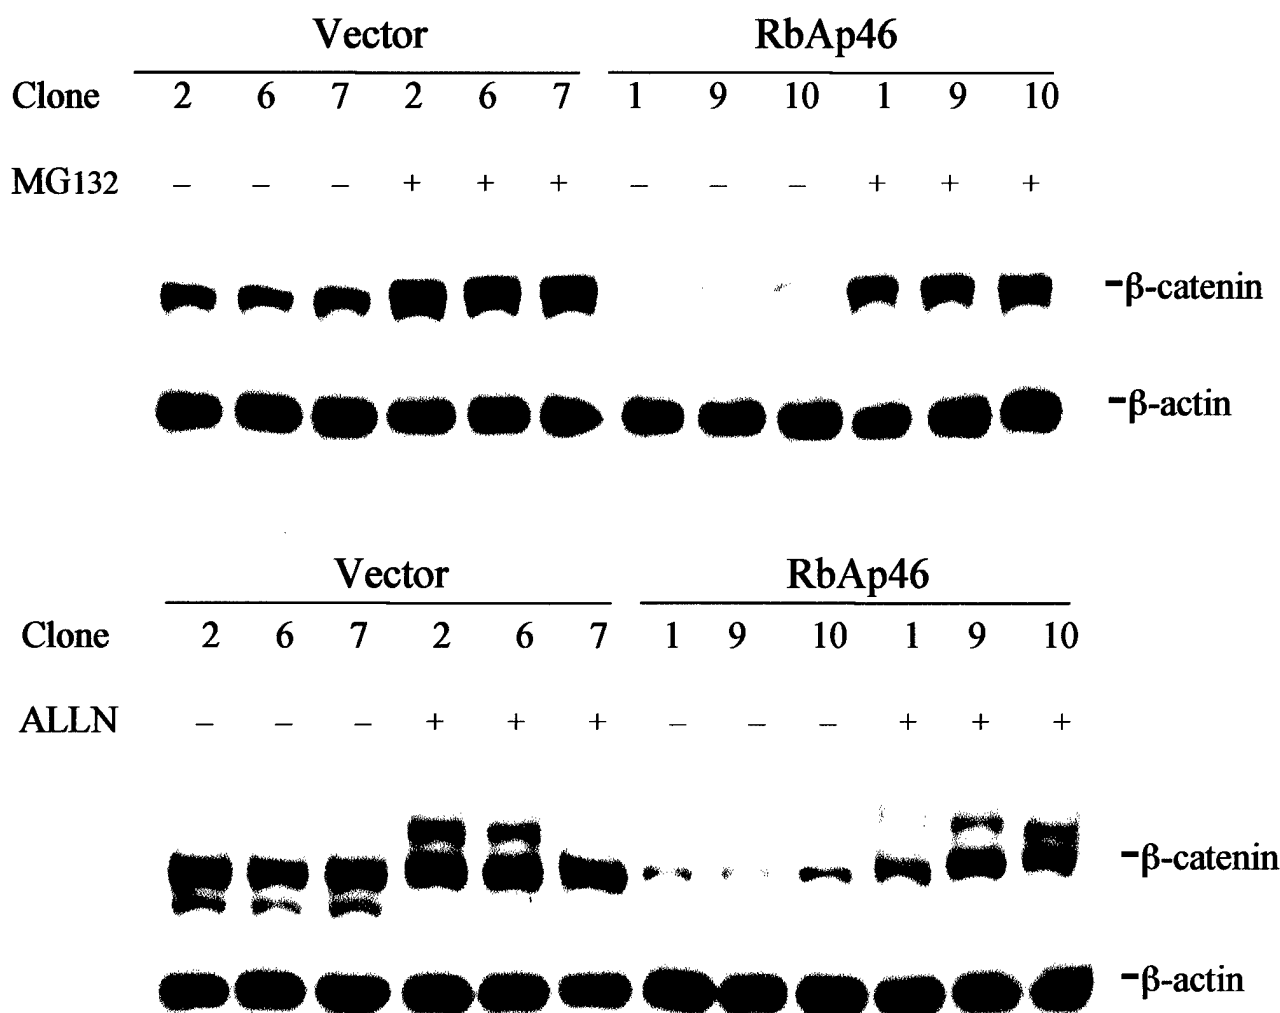 Vector RbAp46
Clone 2 6 7 2 6 7 1 9 10 1 9 10
MG132 – – – + + + – – – + + +
-β-catenin
-β-actin
Vector RbAp46
Clone 2 6 7 2 6 7 1 9 10 1 9 10
ALLN – – – + + + – – – + + +
-β-catenin
-β-actin